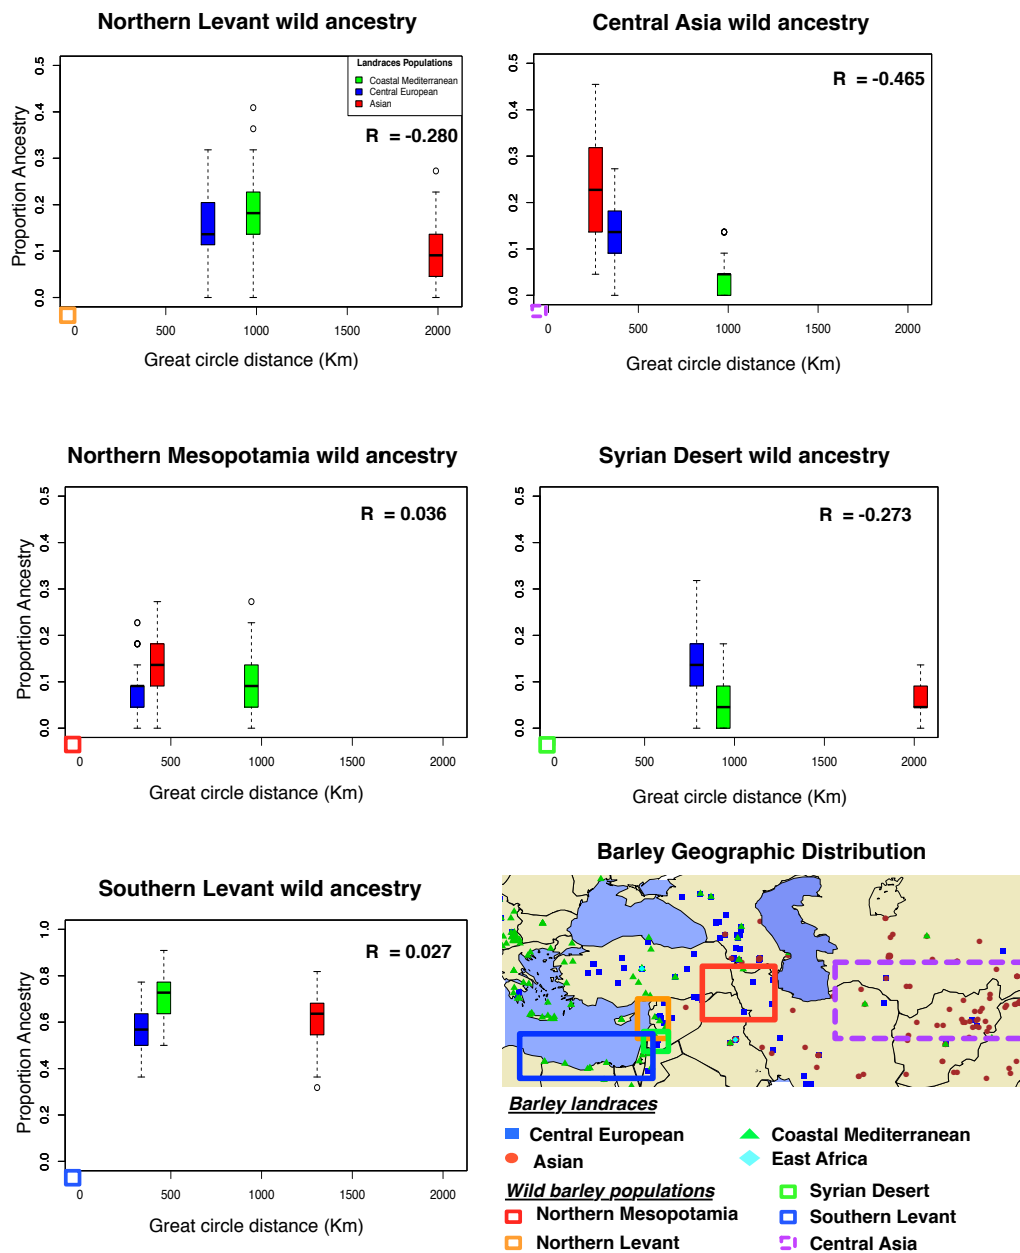 Northern Levant wild ancestry
Proportion Ancestry
0.0 0.1 0.2 0.3 0.4 0.5
Landraces Populations
Coastal Mediterranean
Central European
Asian
R = -0.280
0 500 1000 1500 2000
Great circle distance (Km)
Central Asia wild ancestry
0.0 0.1 0.2 0.3 0.4 0.5
R = -0.465
0 500 1000 1500 2000
Great circle distance (Km)
Northern Mesopotamia wild ancestry
Proportion Ancestry
0.0 0.1 0.2 0.3 0.4 0.5
R = 0.036
0 500 1000 1500 2000
Great circle distance (Km)
Syrian Desert wild ancestry
0.0 0.1 0.2 0.3 0.4 0.5
R = -0.273
0 500 1000 1500 2000
Great circle distance (Km)
Southern Levant wild ancestry
Proportion Ancestry
0.0 0.2 0.4 0.6 0.8 1.0
R = 0.027
0 500 1000 1500 2000
Great circle distance (Km)
Barley Geographic Distribution
Barley landraces
Central European
Coastal Mediterranean
Asian
East Africa
Wild barley populations
Syrian Desert
Northern Mesopotamia
Southern Levant
Northern Levant
Central Asia